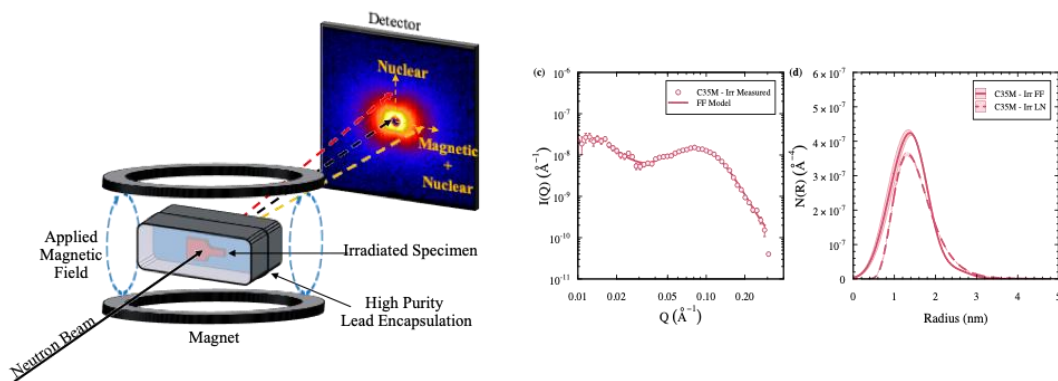 Detector
Nuclear
Magnetic
+
Nuclear
Applied
Magnetic
Field
Irradiated Specimen
High Purity
Lead Encapsulation
Magnet
Neutron Beam
(c)
10⁻⁶
10⁻⁷
10⁻⁸
10⁻⁹
10⁻¹⁰
10⁻¹¹
I(Q) (Å⁻¹)
C35M - Irr Measured
FF Model
0.01 0.02 0.05 0.10 0.20
Q (Å⁻¹)
(d)
6 10⁻⁷
5 10⁻⁷
4 10⁻⁷
3 10⁻⁷
2 10⁻⁷
1 10⁻⁷
0
N(R) (Å⁻⁴)
C35M - Irr FF
C35M - Irr LN
0 1 2 3 4 5
Radius (nm)